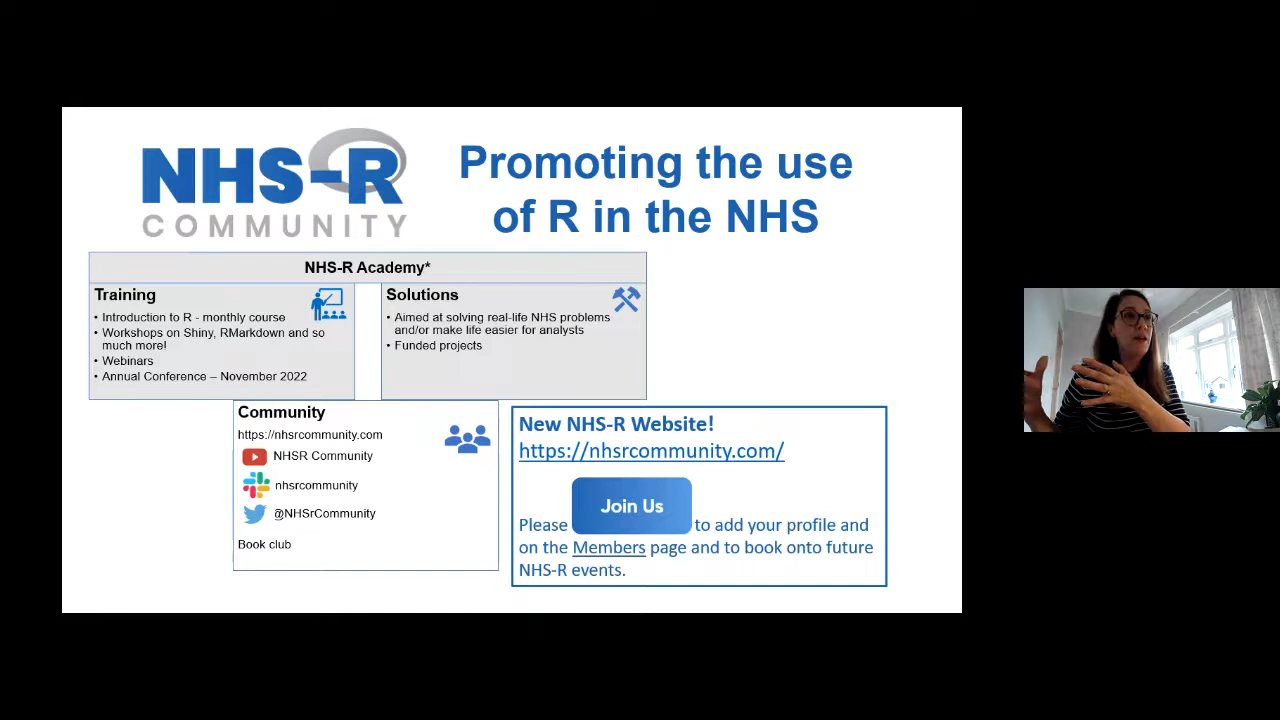 NHS-R
COMMUNITY
Promoting the use
of R in the NHS
NHS-R Academy*
Training
• Introduction to R - monthly course
• Workshops on Shiny, RMarkdown and so
much more!
• Webinars
• Annual Conference – November 2022
Solutions
• Aimed at solving real-life NHS problems
and/or make life easier for analysts
• Funded projects
Community
https://nhsrcommunity.com
NHSR Community
nhsrcommunity
@NHSrCommunity
Book club
New NHS-R Website!
https://nhsrcommunity.com/
Please Join Us to add your profile and
on the Members page and to book onto future
NHS-R events.